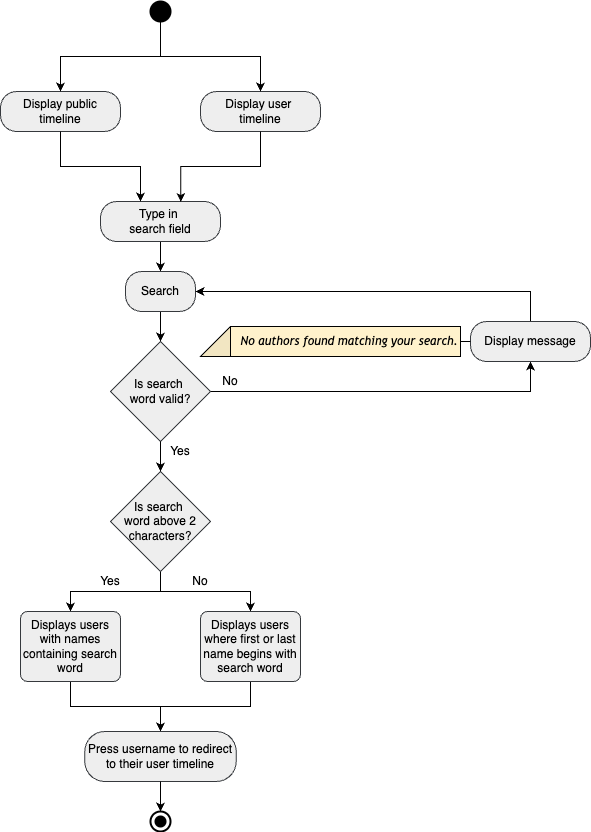 Display public
timeline
Display user
timeline
Type in
search field
Search
No authors found matching your search.
Display message
Is search
word valid?
No
Yes
Is search
word above 2
characters?
Yes
No
Displays users
with names
containing search
word
Displays users
where first or last
name begins with
search word
Press username to redirect
to their user timeline